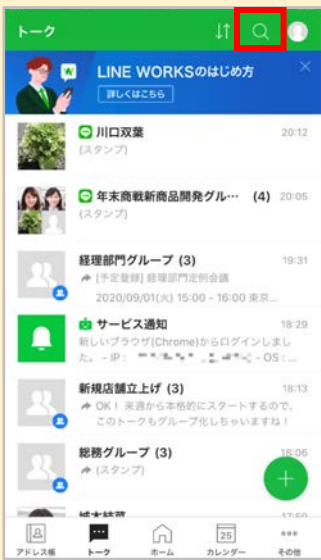 トーク
LINE WORKSのはじめ方
詳しくはこちら
川口双葉
20:12
(スタンプ)
年末商戦新商品開発グル… (4) 20:05
(スタンプ)
経理部門グループ (3)
19:31
[予定登録] 経理部門定例会議
2020/09/01(火) 15:00 - 16:00 東京...
サービス通知
18:29
新しいブラウザ(Chrome)からログインしまし
た。 - IP :
- OS : ...
新規店舗立上げ (3)
18:13
OK！ 来週から本格的にスタートするので、
このトークもグループ化しちゃいますね！
総務グループ (3)
18:06
(スタンプ)
城本結菜
17:50
25
アドレス帳
トーク
ホーム
カレンダー
その他